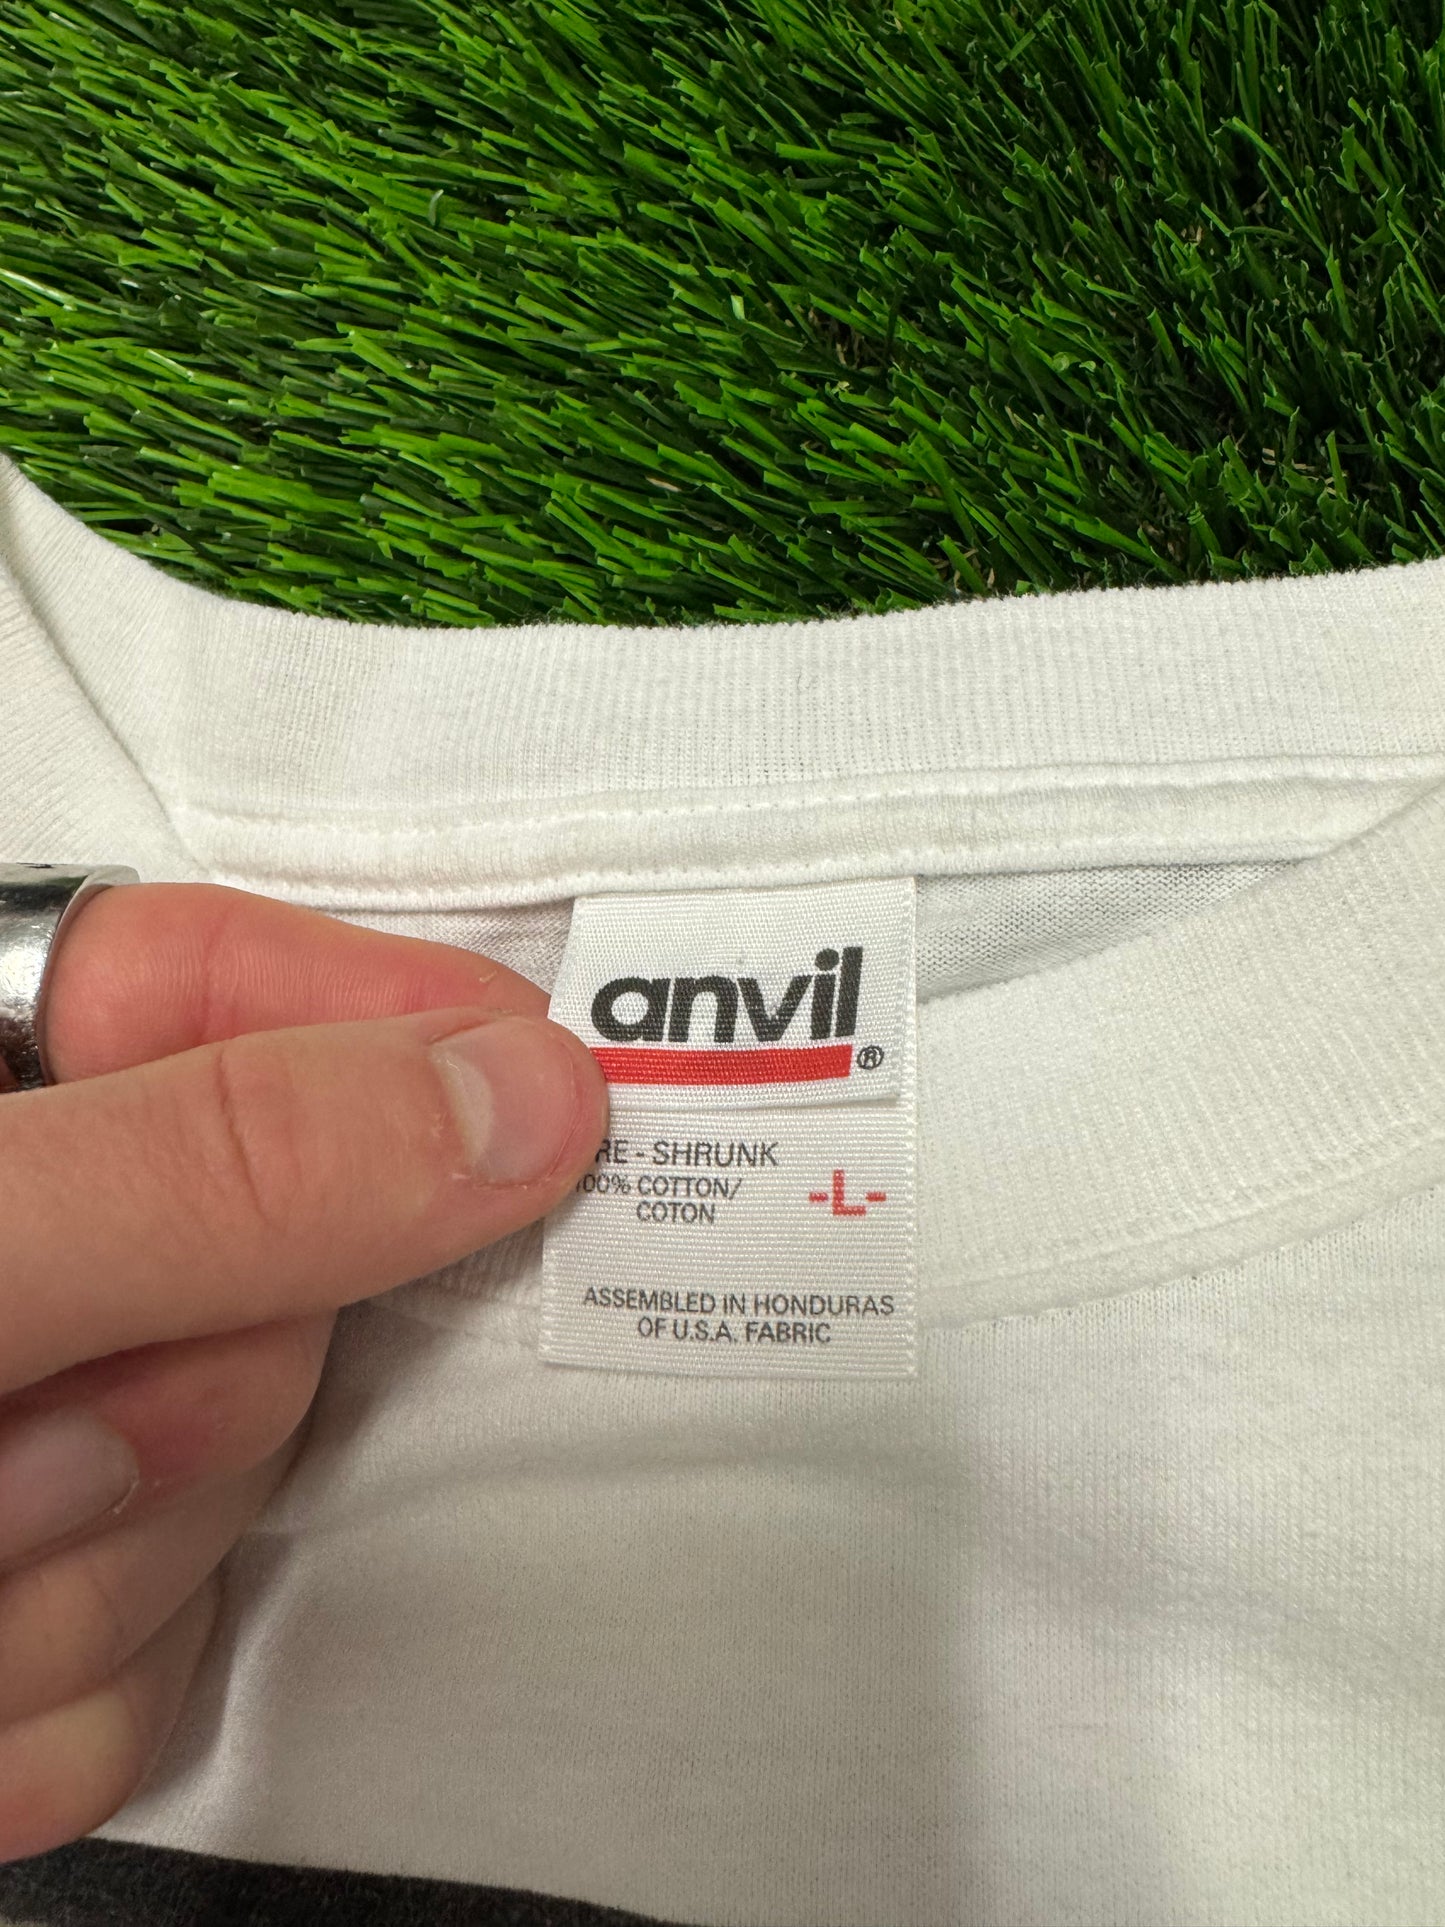 anvil®
RE-SHRUNK
100% COTTON/
COTON
-L-
ASSEMBLED IN HONDURAS
OF U.S.A. FABRIC